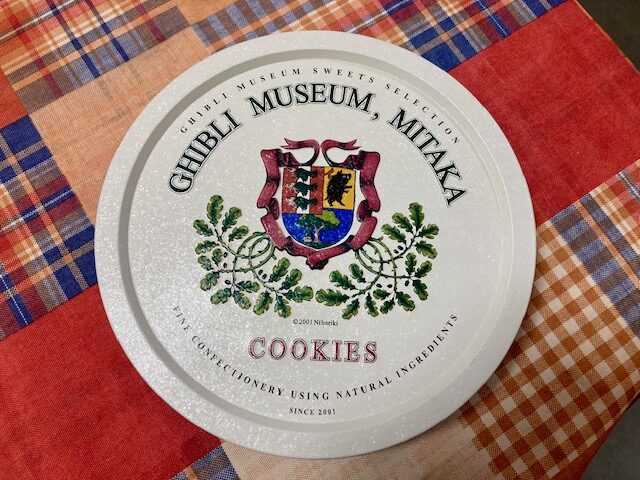 GHIBLI MUSEUM SWEETS SELECTION
GHIBLI MUSEUM, MITAKA
©2001 Nibariki
COOKIES
FINE CONFECTIONERY USING NATURAL INGREDIENTS
SINCE 2001